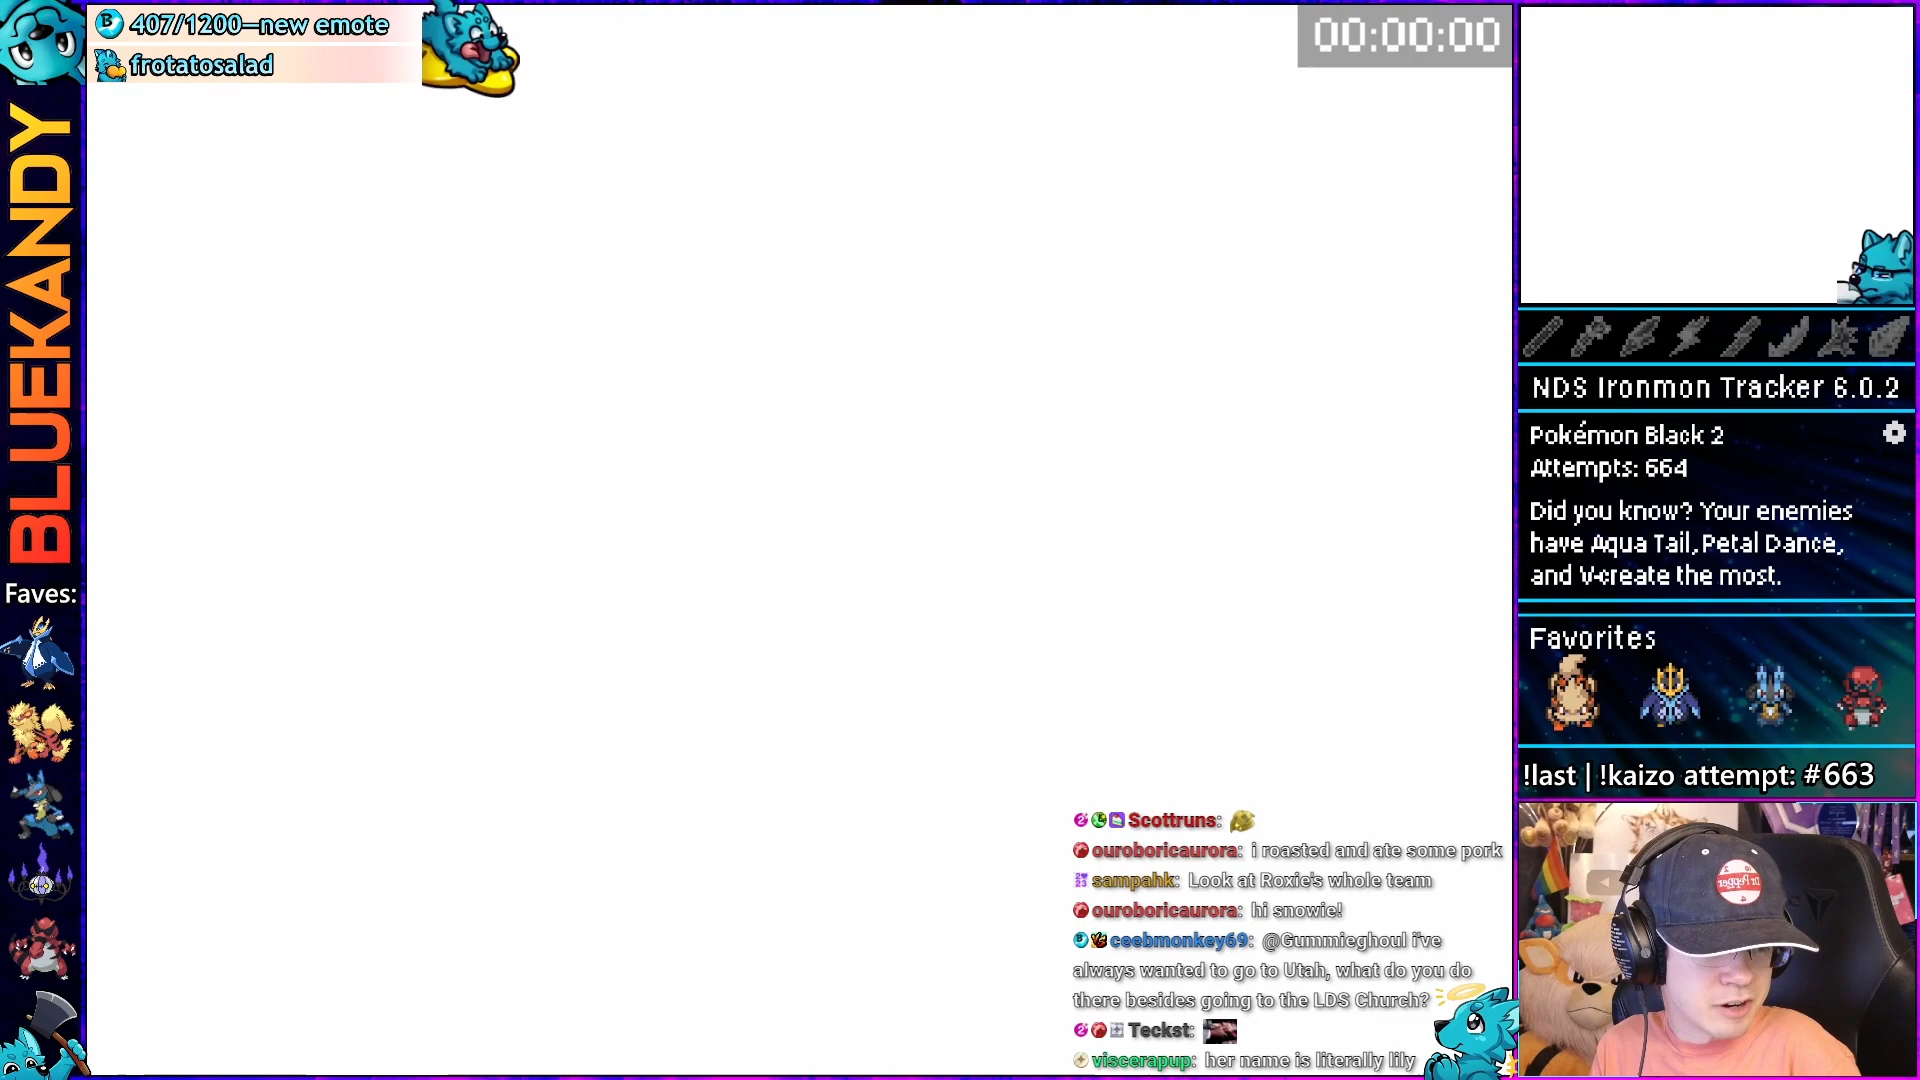 407/1200—new emote
frotatosalad
BLUEKANDY
Faves:
00:00:00
NDS Ironmon Tracker 6.0.2
Pokémon Black 2
Attempts: 664
Did you know? Your enemies
have Aqua Tail, Petal Dance,
and V-create the most.
Favorites
!last | !kaizo attempt: #663
Scottruns:
ouroboricaurora: i roasted and ate some pork
sampahk: Look at Roxie's whole team
ouroboricaurora: hi snowie!
ceebmonkey69: @Gummieghoul i've
always wanted to go to Utah, what do you do
there besides going to the LDS Church?
Teckst:
viscerapup: her name is literally lily
Dr Pepper